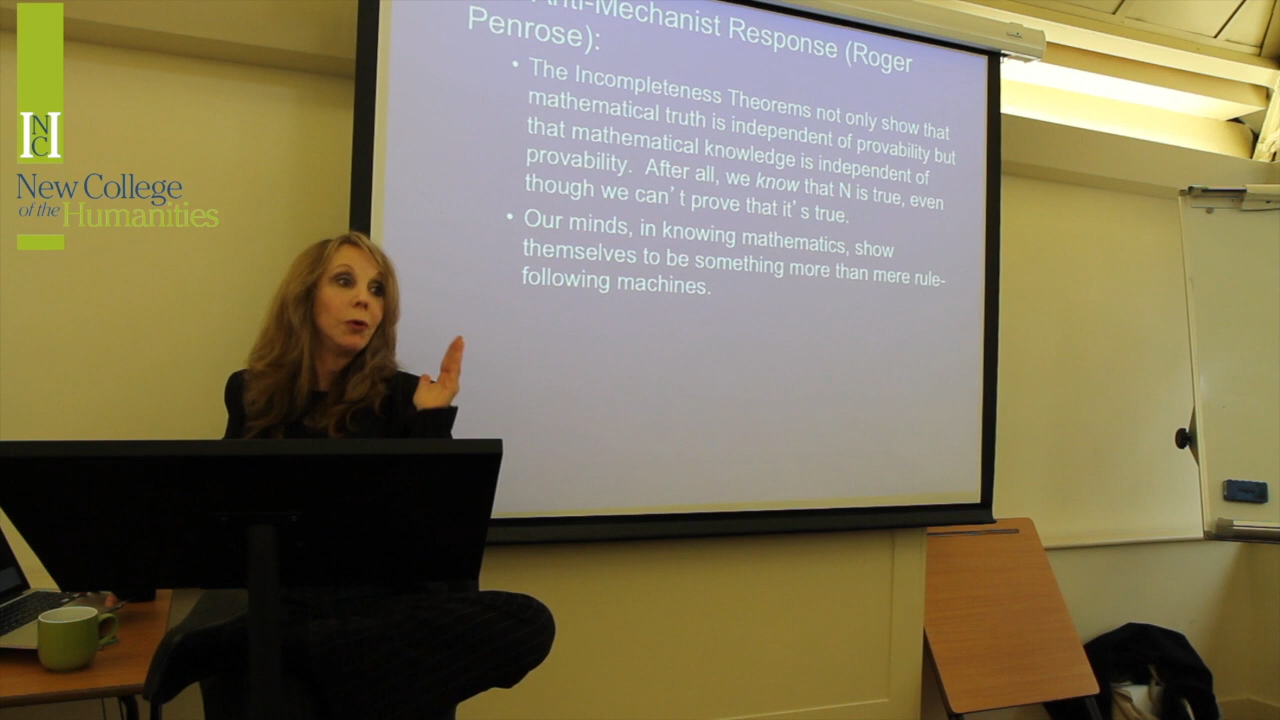 N
C
H
New College
of the Humanities
Anti-Mechanist Response (Roger
Penrose):
• The Incompleteness Theorems not only show that
mathematical truth is independent of provability but
that mathematical knowledge is independent of
provability. After all, we know that N is true, even
though we can't prove that it's true.
• Our minds, in knowing mathematics, show
themselves to be something more than mere rule-
following machines.